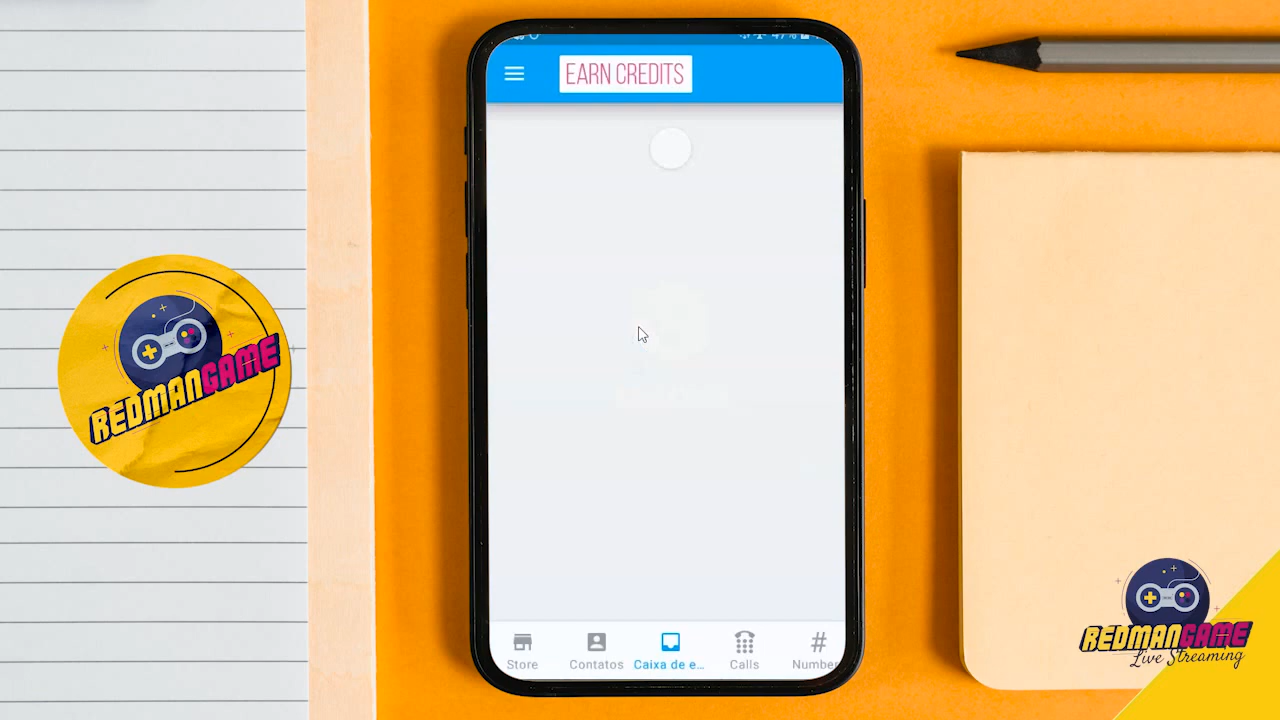 EARN CREDITS
REDMANGAME
Store
Contatos
Caixa de e...
Calls
Number
REDMANGAME
Live Streaming